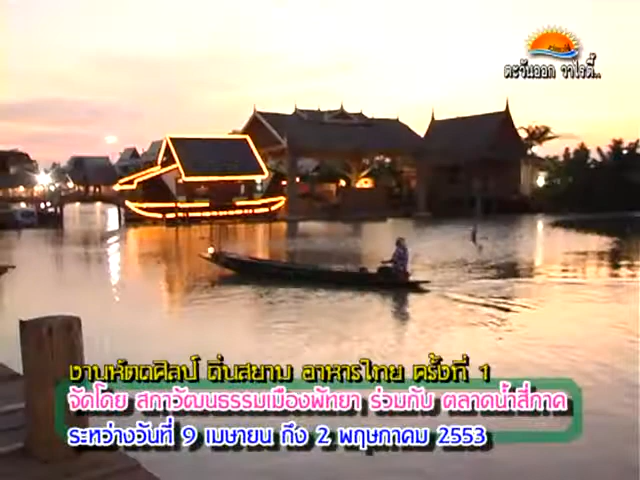 ตะวันออก วาไรตี้..
งานหัตถศิลป์ ถิ่นสยาม อาหารไทย ครั้งที่ 1
จัดโดย สภาวัฒนธรรมเมืองพัทยา ร่วมกับ ตลาดน้ำสี่ภาค
ระหว่างวันที่ 9 เมษายน ถึง 2 พฤษภาคม 2553